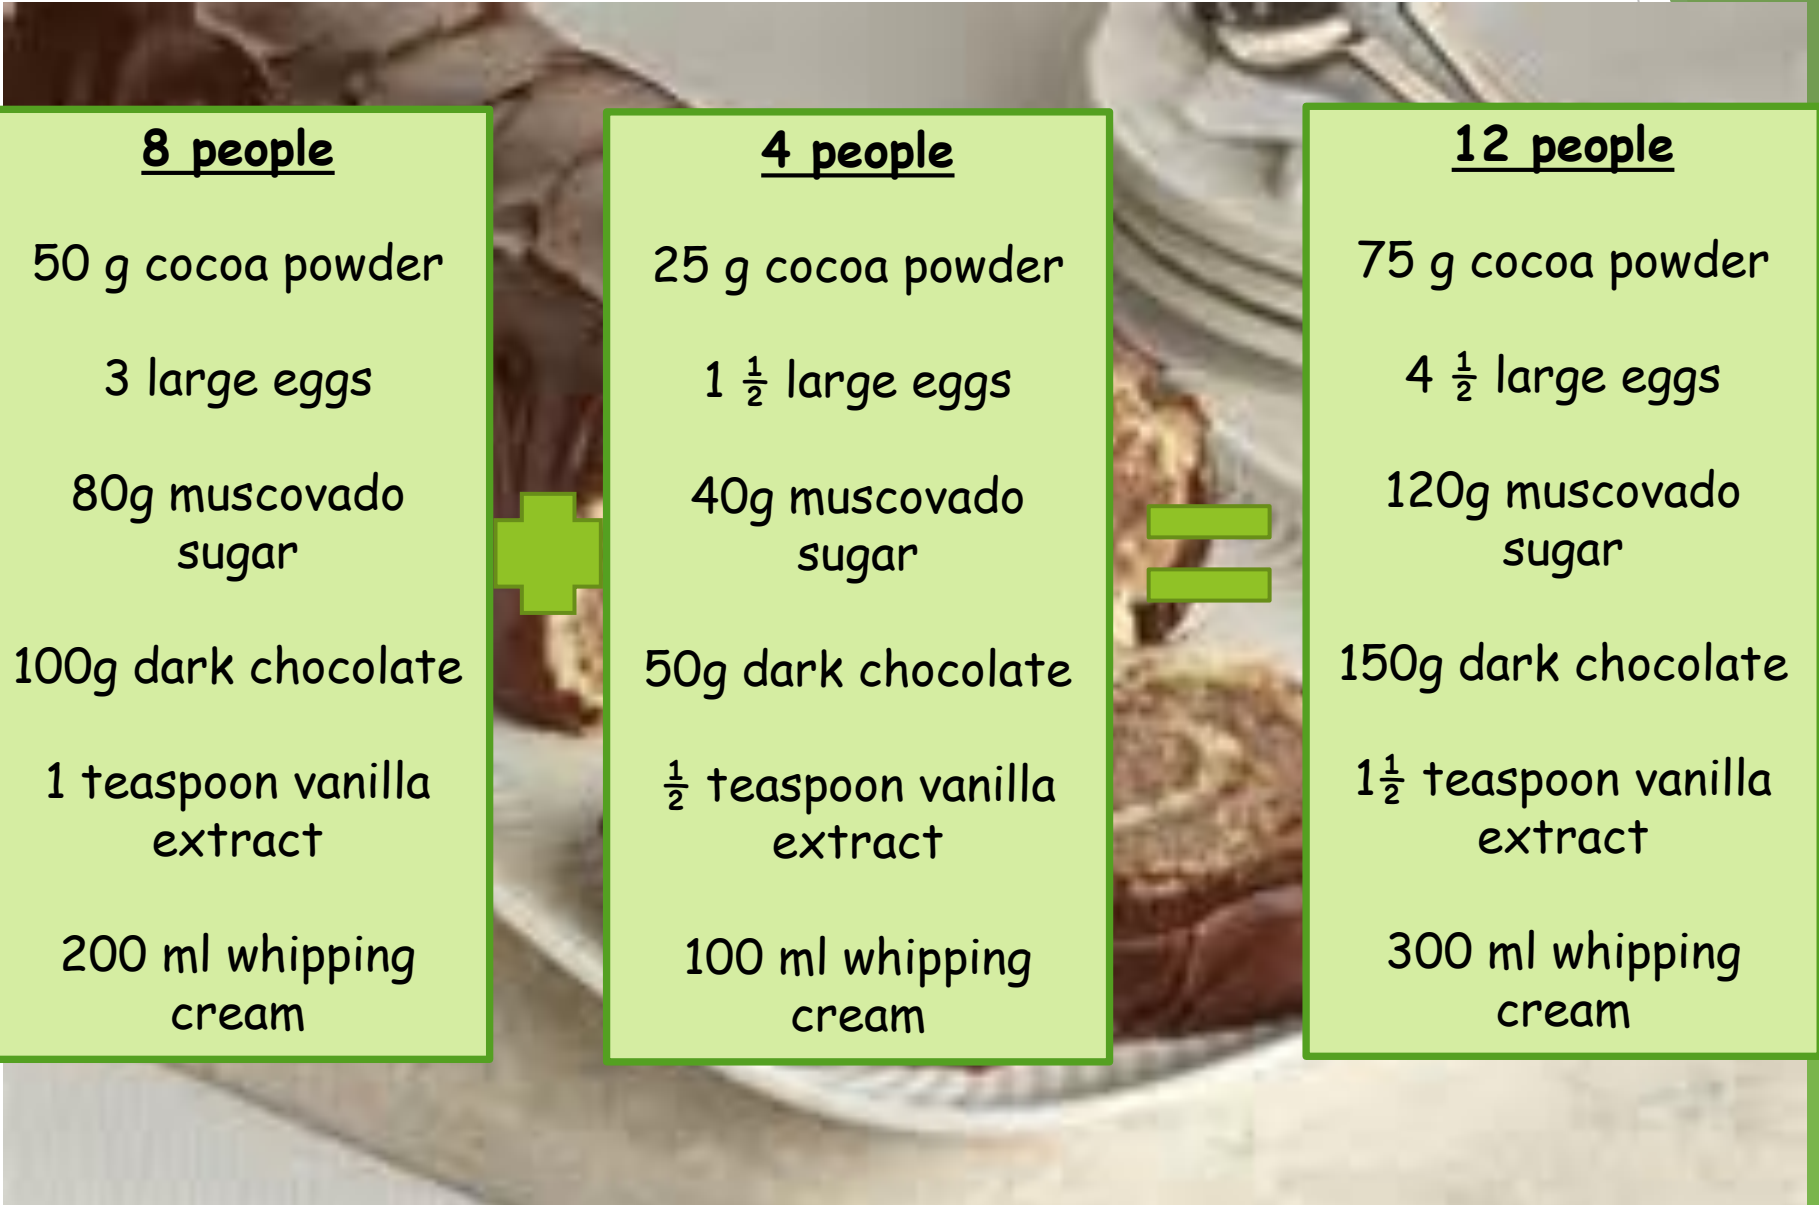 8 people
50 g cocoa powder
3 large eggs
80g muscovado
sugar
100g dark chocolate
1 teaspoon vanilla
extract
200 ml whipping
cream
4 people
25 g cocoa powder
1 ½ large eggs
40g muscovado
sugar
50g dark chocolate
½ teaspoon vanilla
extract
100 ml whipping
cream
12 people
75 g cocoa powder
4 ½ large eggs
120g muscovado
sugar
150g dark chocolate
1½ teaspoon vanilla
extract
300 ml whipping
cream